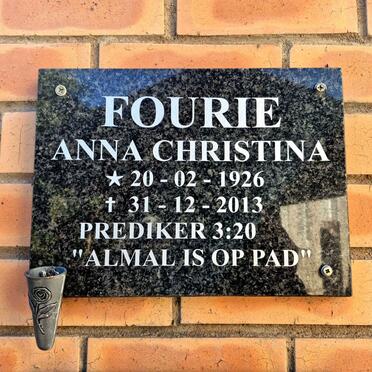 FOURIE
ANNA CHRISTINA
★ 20 - 02 - 1926
✝ 31 - 12 - 2013
PREDIKER 3:20
"ALMAL IS OP PAD"